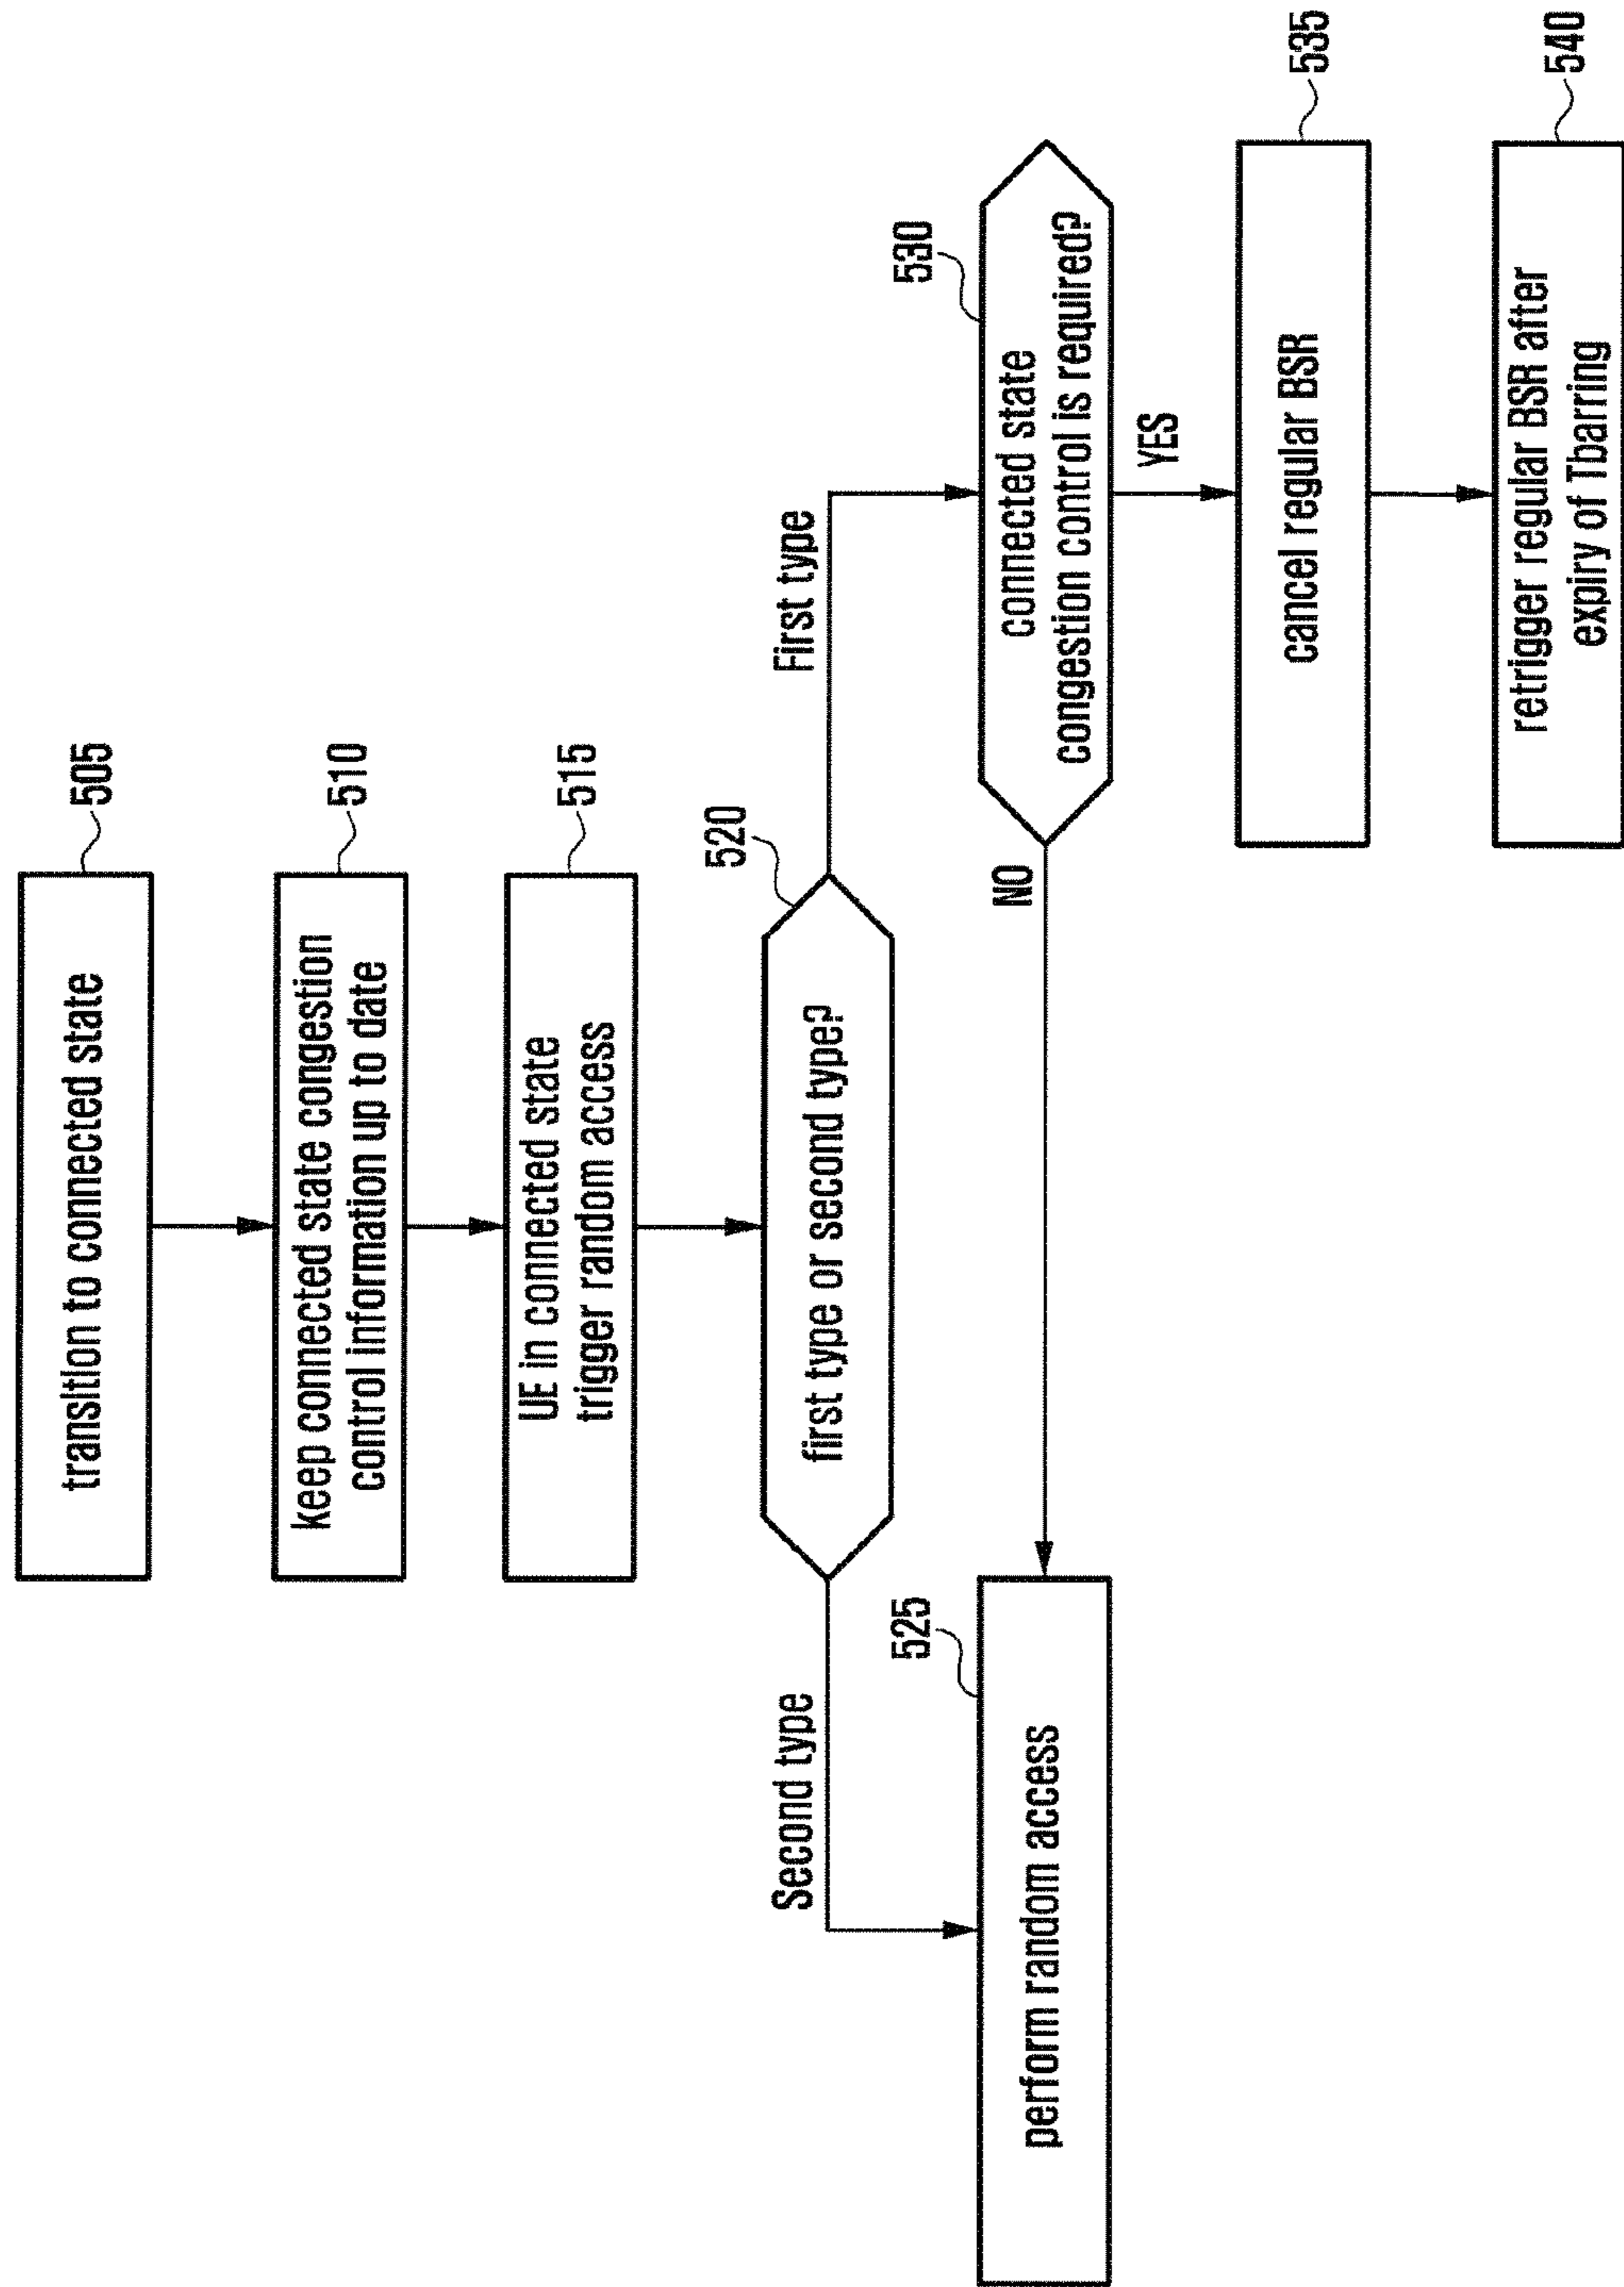 505
transition to connected state
510
keep connected state congestion
control information up to date
515
UE in connected state
trigger random access
520
first type or second type?
Second type
First type
525
perform random access
530
connected state
congestion control is required?
NO
YES
535
cancel regular BSR
540
retrigger regular BSR after
expiry of Tbarring